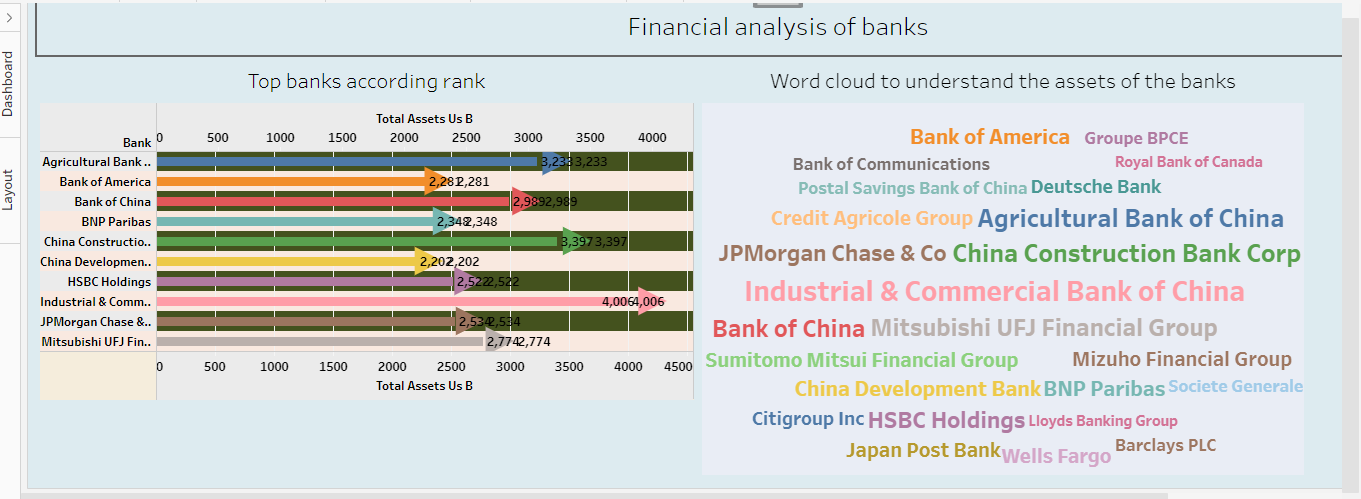 Dashboard
Layout
Financial analysis of banks
Top banks according rank
Total Assets Us B
Bank
0 500 1000 1500 2000 2500 3000 3500 4000
Agricultural Bank .. 3,233 3,233
Bank of America 2,281 2,281
Bank of China 2,989 2,989
BNP Paribas 2,348 2,348
China Constructio.. 3,397 3,397
China Developmen.. 2,202 2,202
HSBC Holdings 2,522 2,522
Industrial & Comm.. 4,006 4,006
JPMorgan Chase &.. 2,534 2,534
Mitsubishi UFJ Fin.. 2,774 2,774
0 500 1000 1500 2000 2500 3000 3500 4000 4500
Total Assets Us B
Word cloud to understand the assets of the banks
Bank of America Groupe BPCE
Bank of Communications Royal Bank of Canada
Postal Savings Bank of China Deutsche Bank
Credit Agricole Group Agricultural Bank of China
JPMorgan Chase & Co China Construction Bank Corp
Industrial & Commercial Bank of China
Bank of China Mitsubishi UFJ Financial Group
Sumitomo Mitsui Financial Group Mizuho Financial Group
China Development Bank BNP Paribas Societe Generale
Citigroup Inc HSBC Holdings Lloyds Banking Group
Japan Post Bank Wells Fargo Barclays PLC